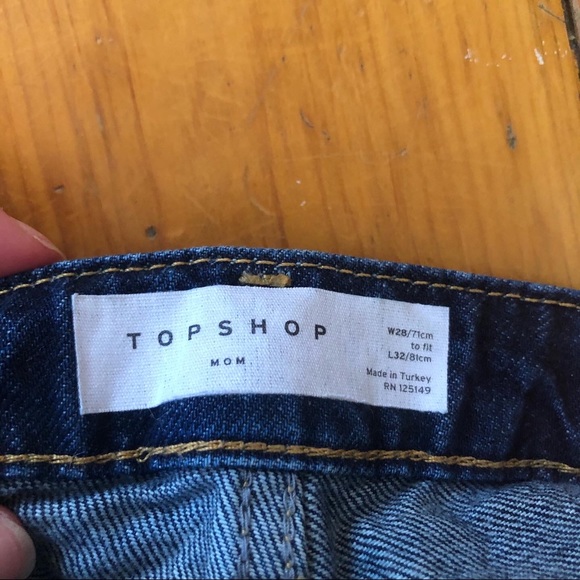 TOPSHOP
MOM
W28/71cm
to fit
L32/81cm
Made in Turkey
RN 125149